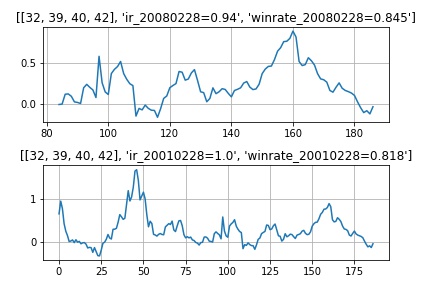 [[32, 39, 40, 42], 'ir_20080228=0.94', 'winrate_20080228=0.845']
0.5
0.0
80 100 120 140 160 180
[[32, 39, 40, 42], 'ir_20010228=1.0', 'winrate_20010228=0.818']
1
0
0 25 50 75 100 125 150 175